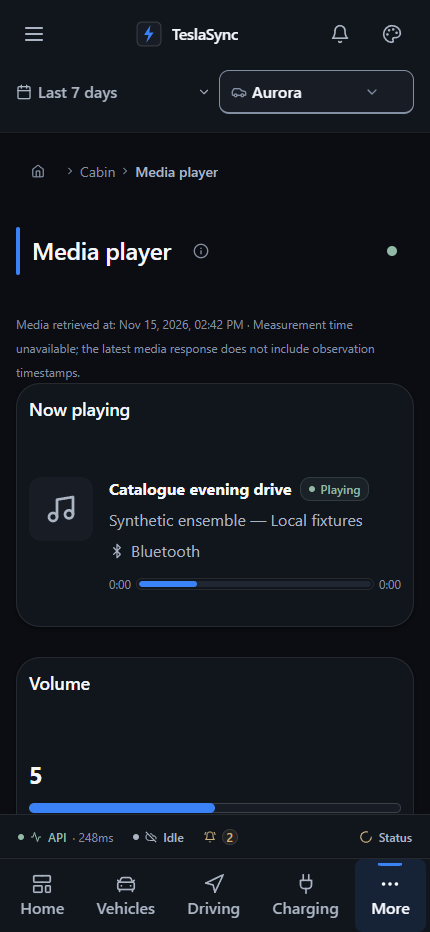 TeslaSync
Last 7 days
Aurora
Cabin
Media player
Media player
Media retrieved at: Nov 15, 2026, 02:42 PM · Measurement time
unavailable; the latest media response does not include observation
timestamps.
Now playing
Catalogue evening drive
Playing
Synthetic ensemble — Local fixtures
Bluetooth
0:00
0:00
Volume
5
API · 248ms
Idle
2
Status
Home
Vehicles
Driving
Charging
More